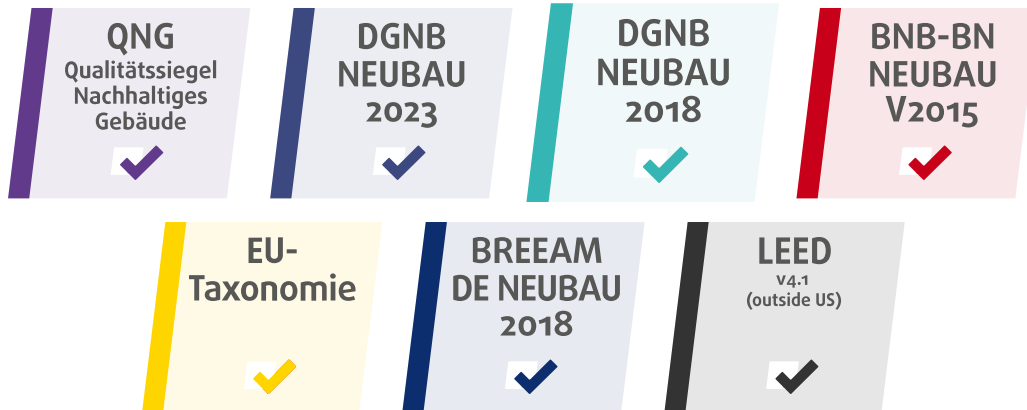 QNG
Qualitätssiegel
Nachhaltiges
Gebäude
DGNB
NEUBAU
2023
DGNB
NEUBAU
2018
BNB-BN
NEUBAU
V2015
EU-
Taxonomie
BREEAM
DE NEUBAU
2018
LEED
v4.1
(outside US)